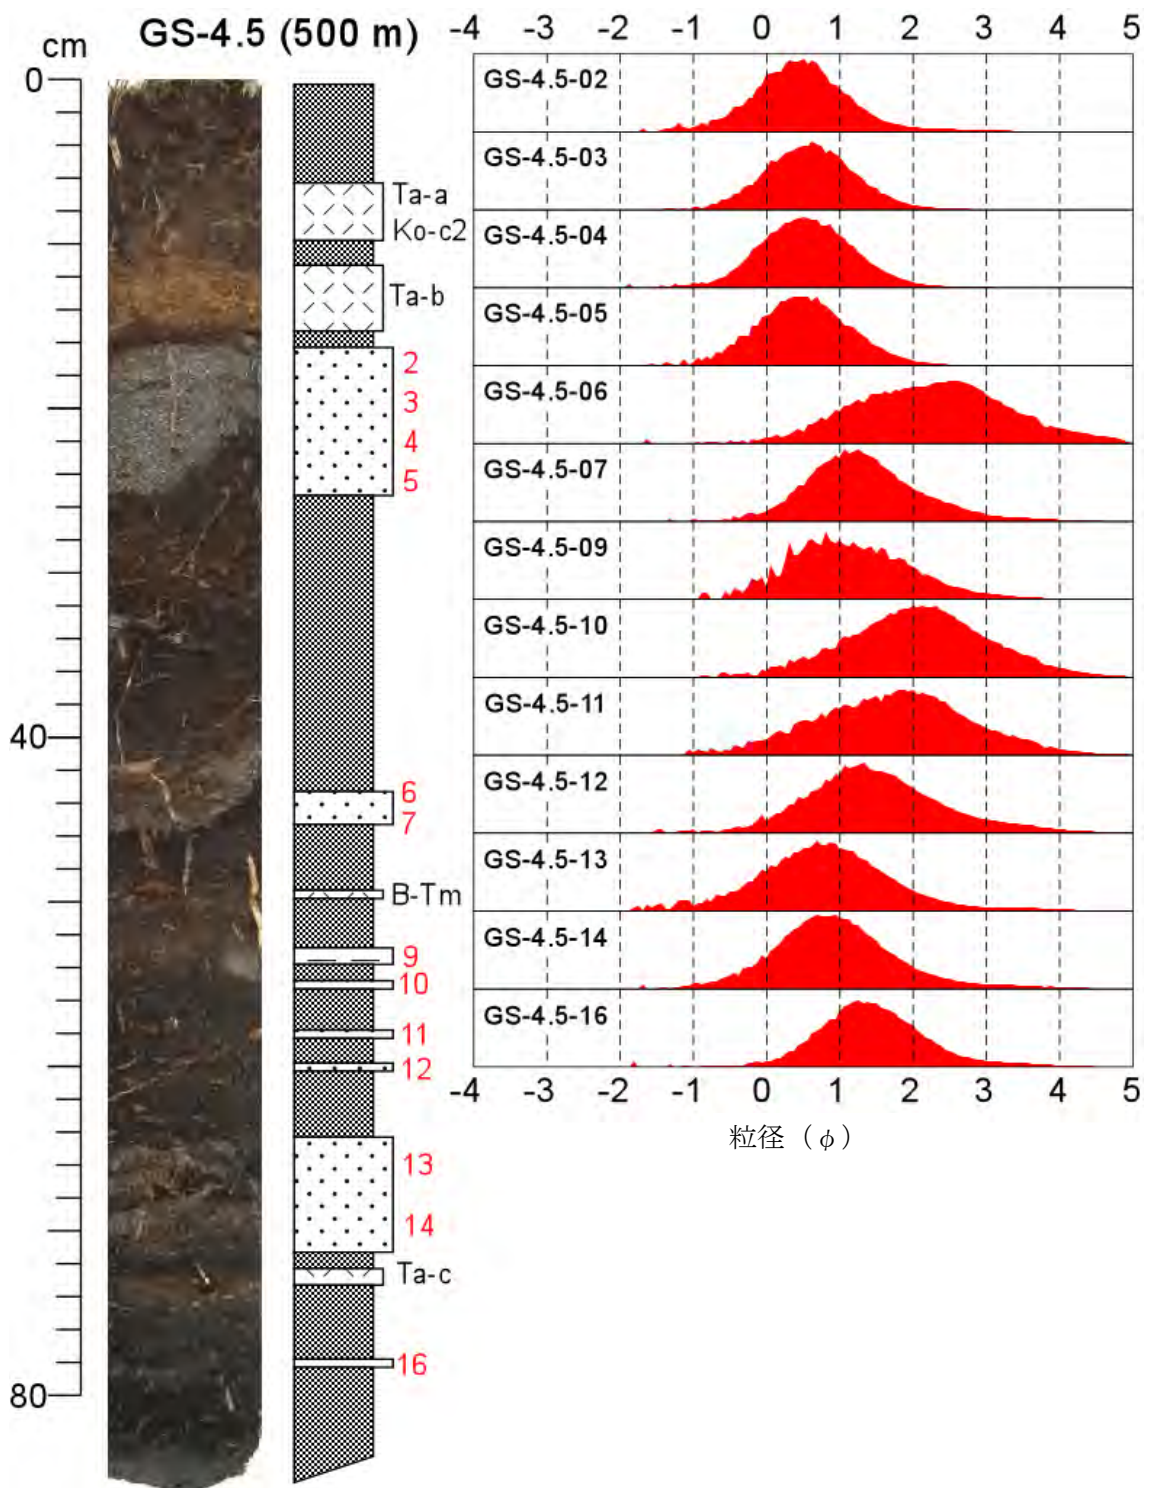 cm
GS-4.5 (500 m)
-4 -3 -2 -1 0 1 2 3 4 5
0
40
80
Ta-a
Ko-c2
Ta-b
2
3
4
5
6
7
B-Tm
9
10
11
12
13
14
Ta-c
16
GS-4.5-02
GS-4.5-03
GS-4.5-04
GS-4.5-05
GS-4.5-06
GS-4.5-07
GS-4.5-09
GS-4.5-10
GS-4.5-11
GS-4.5-12
GS-4.5-13
GS-4.5-14
GS-4.5-16
-4 -3 -2 -1 0 1 2 3 4 5
粒径（φ）